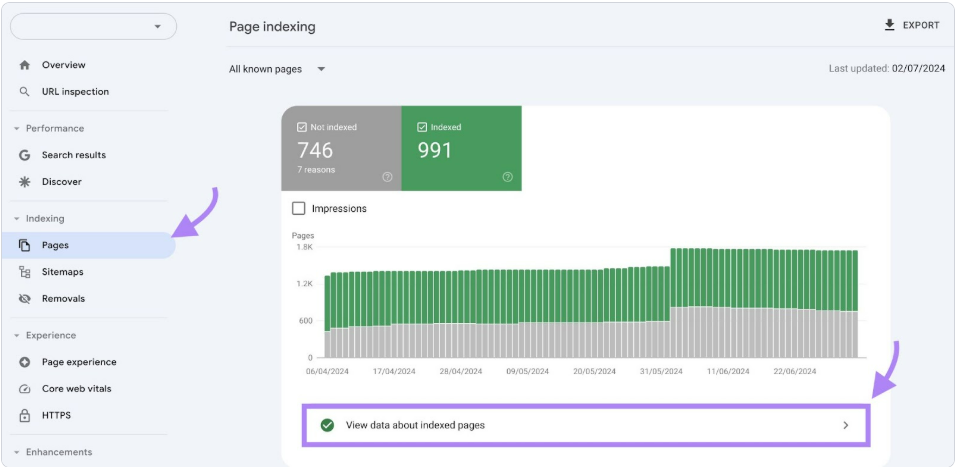 Page indexing
EXPORT
All known pages
Last updated: 02/07/2024
Overview
URL inspection
Performance
Search results
Discover
Indexing
Pages
Sitemaps
Removals
Experience
Page experience
Core web vitals
HTTPS
Enhancements
Not indexed
746
7 reasons
Indexed
991
Impressions
Pages
1.8K
1.2K
600
0
06/04/2024 17/04/2024 28/04/2024 09/05/2024 20/05/2024 31/05/2024 11/06/2024 22/06/2024
View data about indexed pages